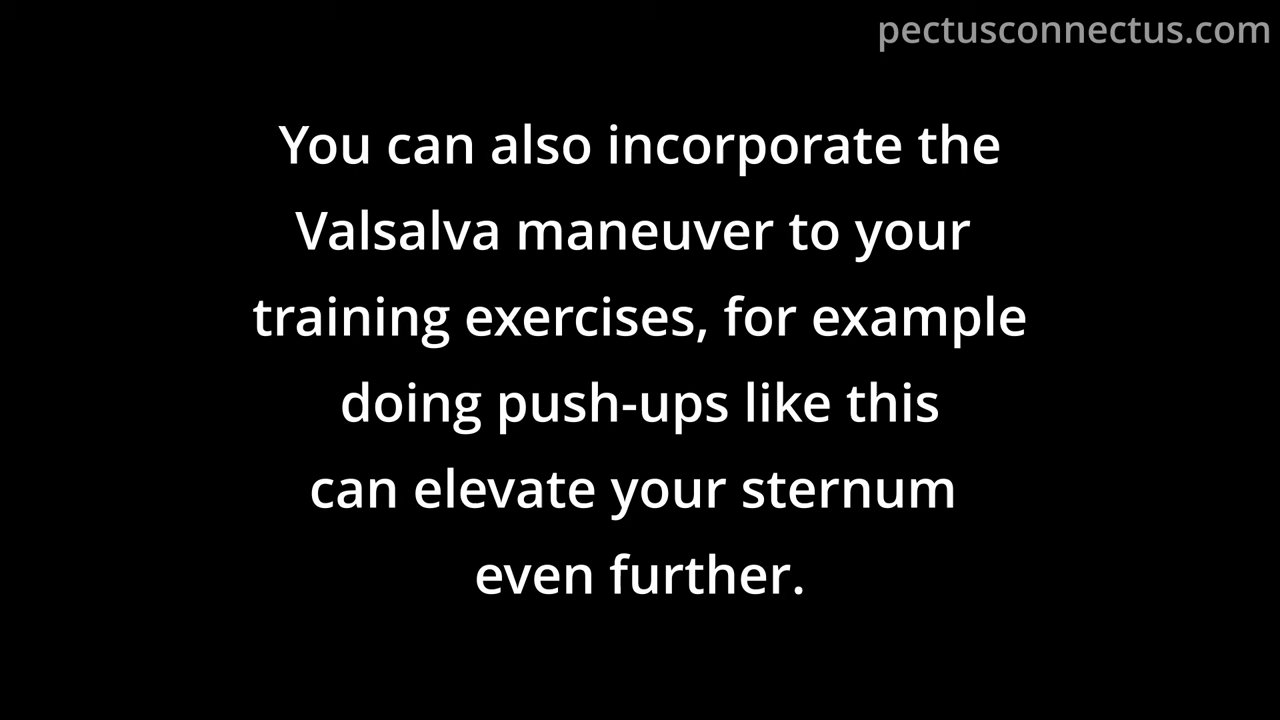 pectusconnectus.com
You can also incorporate the
Valsalva maneuver to your
training exercises, for example
doing push-ups like this
can elevate your sternum
even further.